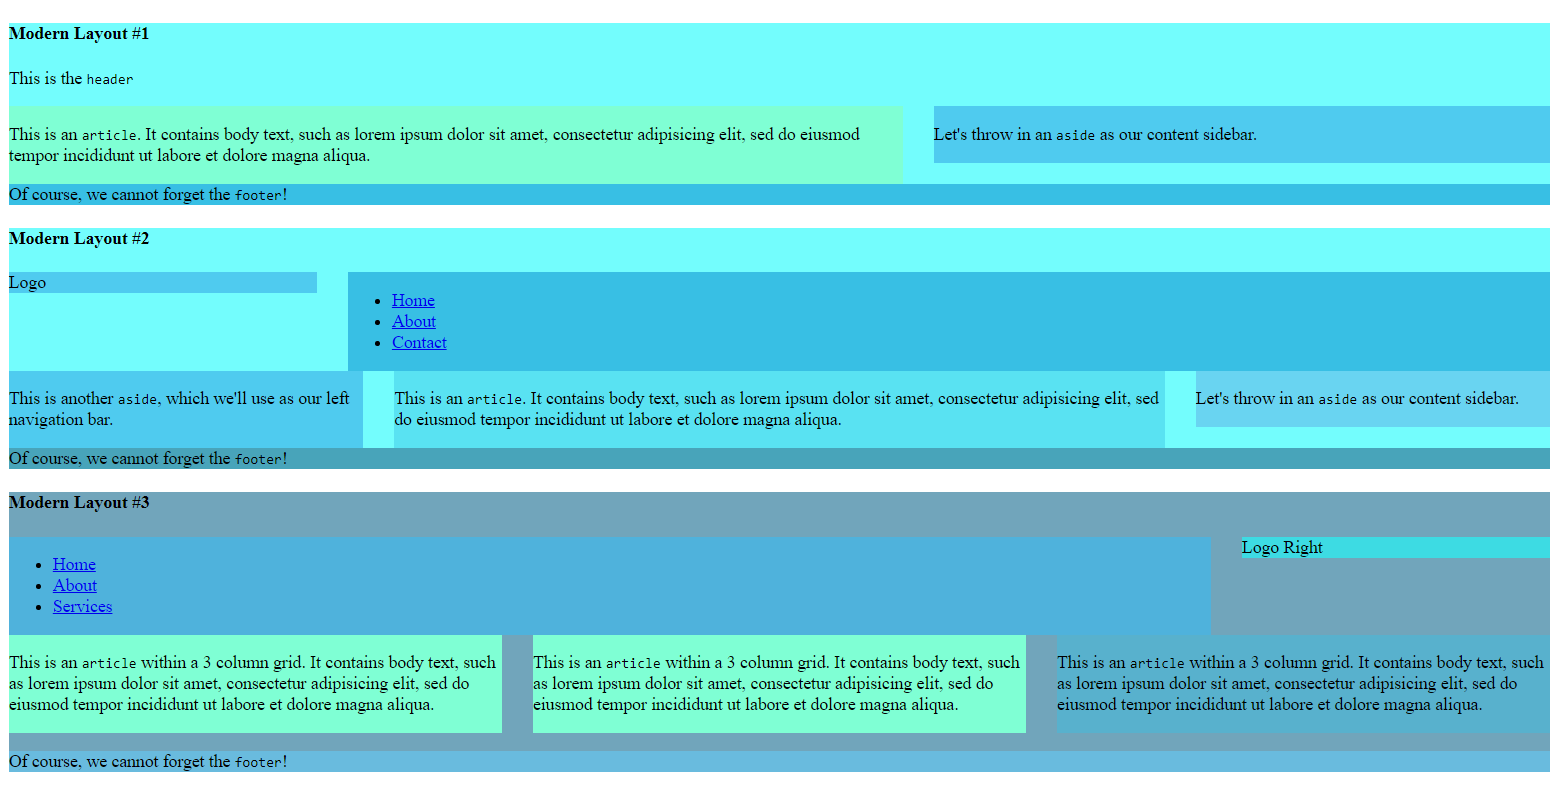 Modern Layout #1
This is the header
This is an article. It contains body text, such as lorem ipsum dolor sit amet, consectetur adipisicing elit, sed do eiusmod
tempor incididunt ut labore et dolore magna aliqua.
Let's throw in an aside as our content sidebar.
Of course, we cannot forget the footer!
Modern Layout #2
Logo
Home
About
Contact
This is another aside, which we'll use as our left
navigation bar.
This is an article. It contains body text, such as lorem ipsum dolor sit amet, consectetur adipisicing elit, sed
do eiusmod tempor incididunt ut labore et dolore magna aliqua.
Let's throw in an aside as our content sidebar.
Of course, we cannot forget the footer!
Modern Layout #3
Home
About
Services
Logo Right
This is an article within a 3 column grid. It contains body text, such
as lorem ipsum dolor sit amet, consectetur adipisicing elit, sed do
eiusmod tempor incididunt ut labore et dolore magna aliqua.
This is an article within a 3 column grid. It contains body text, such
as lorem ipsum dolor sit amet, consectetur adipisicing elit, sed do
eiusmod tempor incididunt ut labore et dolore magna aliqua.
This is an article within a 3 column grid. It contains body text, such
as lorem ipsum dolor sit amet, consectetur adipisicing elit, sed do
eiusmod tempor incididunt ut labore et dolore magna aliqua.
Of course, we cannot forget the footer!